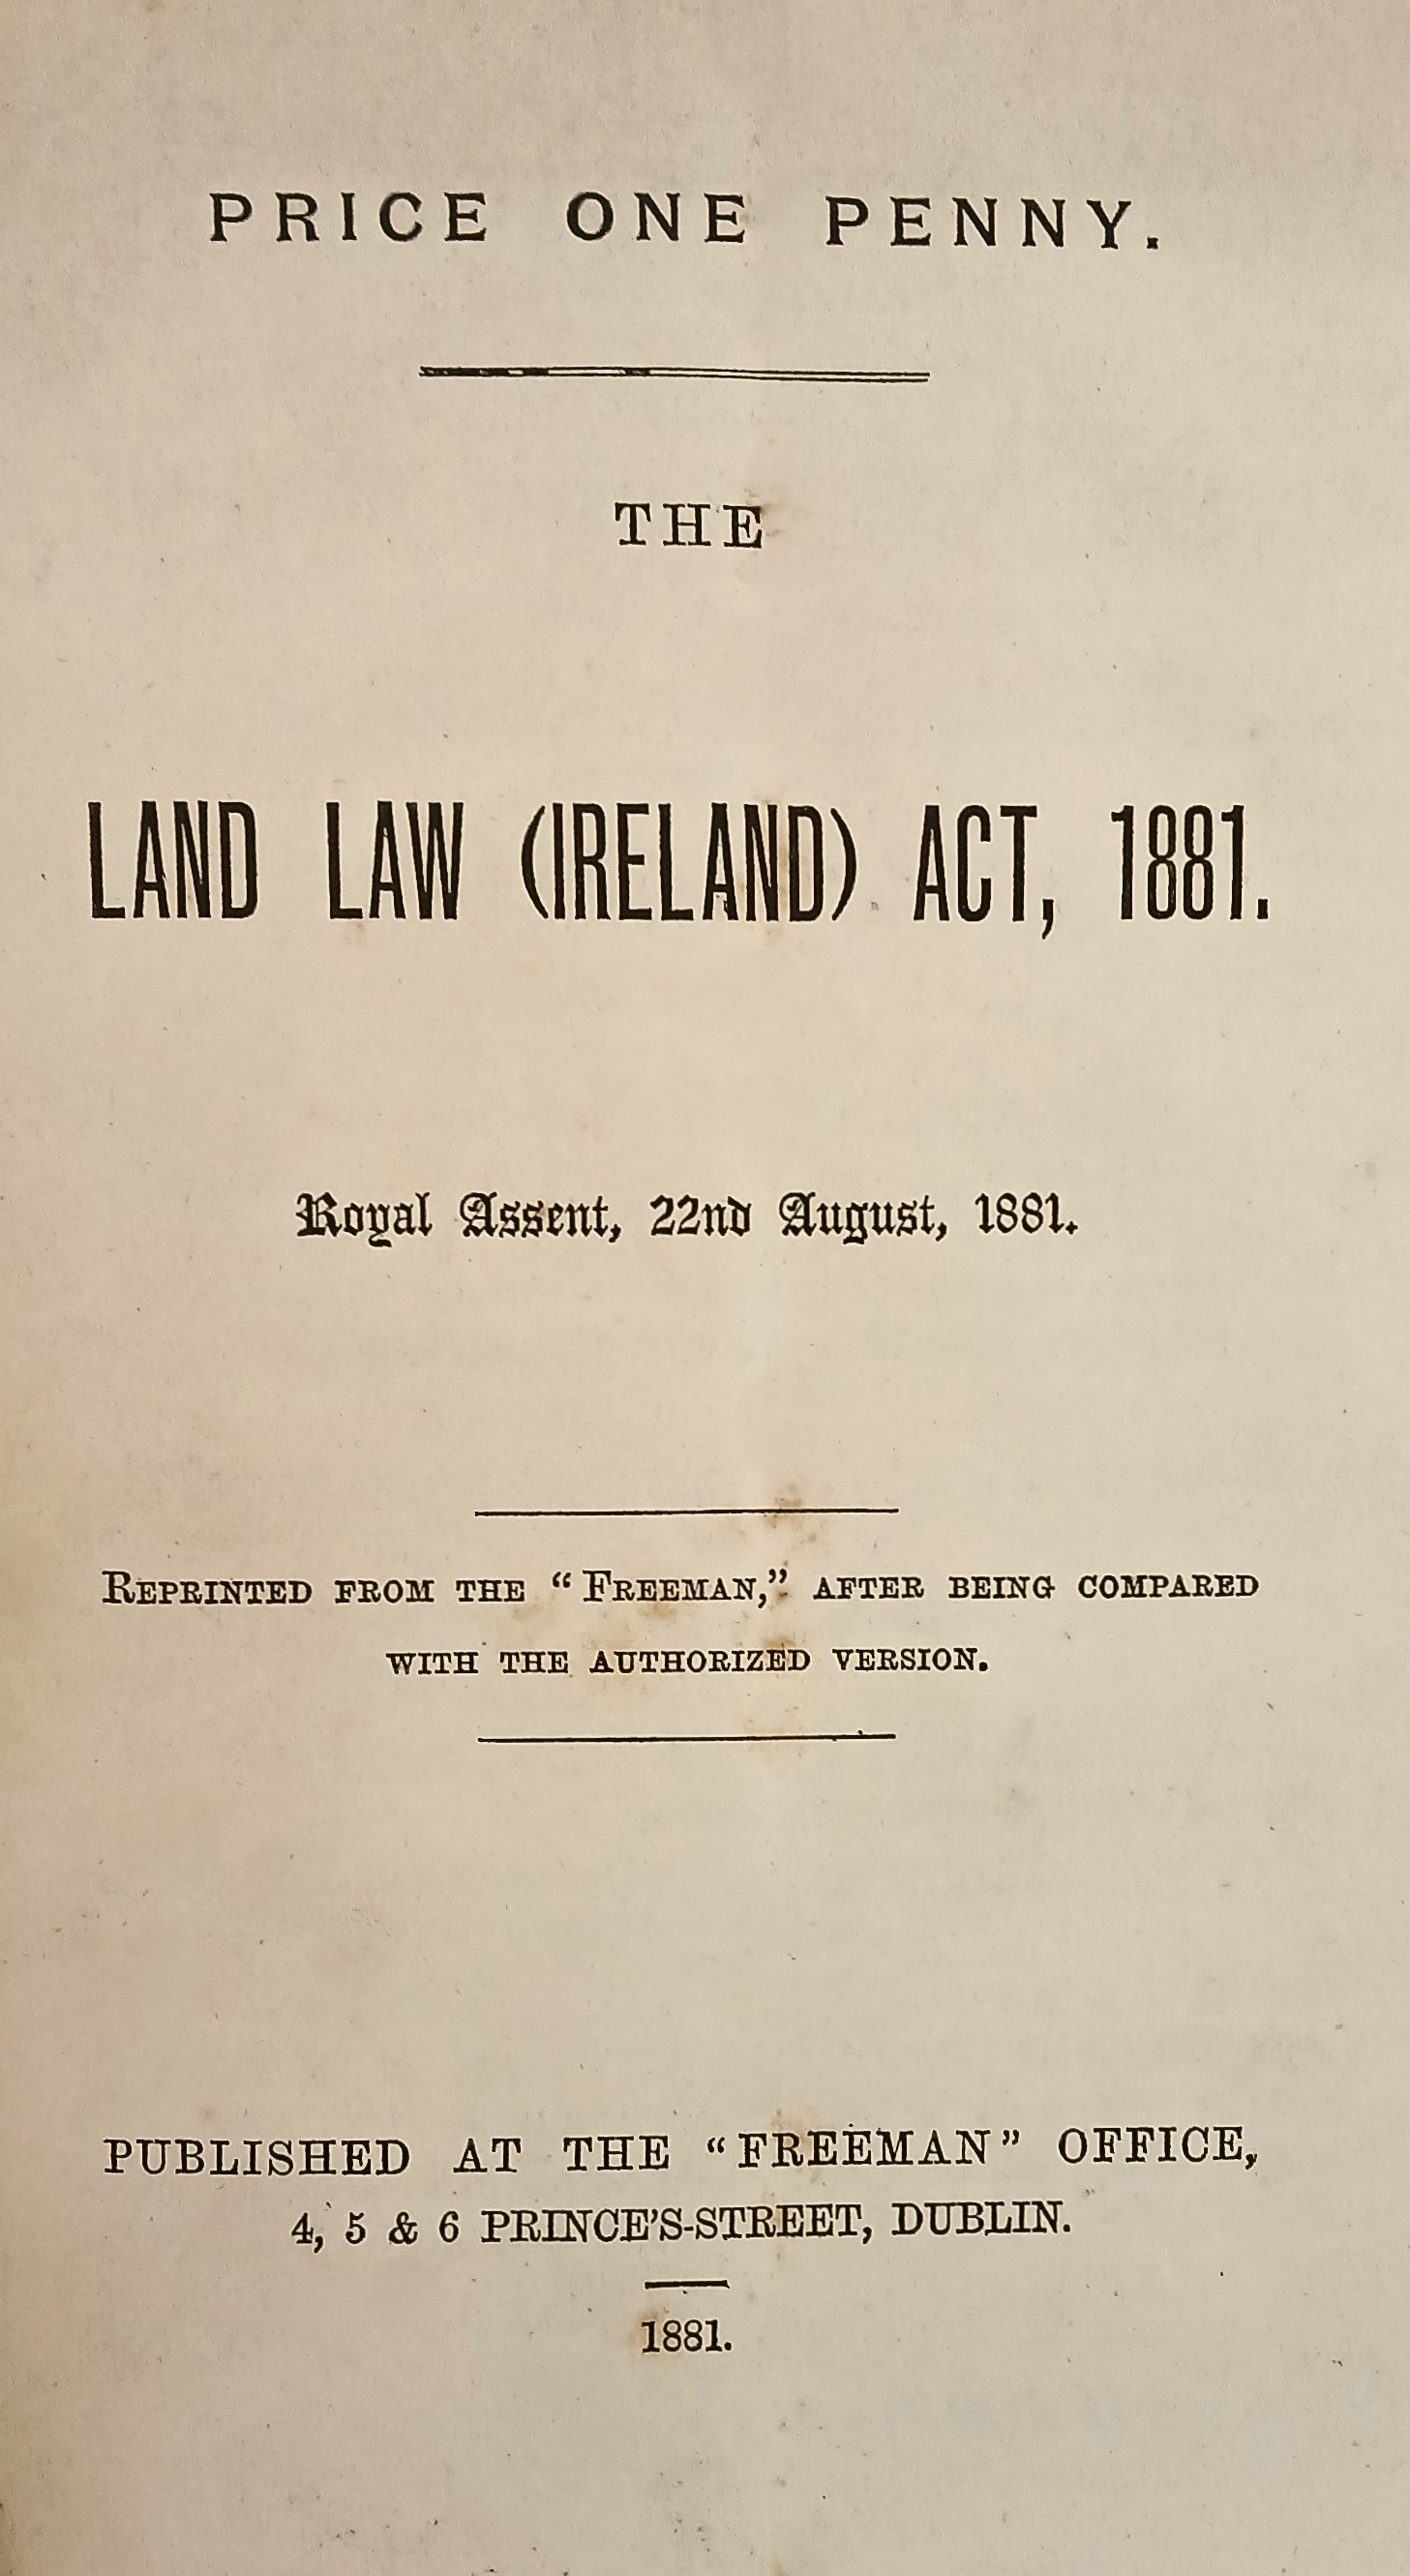 PRICE ONE PENNY.
THE
LAND LAW (IRELAND) ACT, 1881.
Royal Assent, 22nd August, 1881.
REPRINTED FROM THE “FREEMAN,” AFTER BEING COMPARED
WITH THE AUTHORIZED VERSION.
PUBLISHED AT THE “FREEMAN” OFFICE,
4, 5 & 6 PRINCE'S-STREET, DUBLIN.
1881.